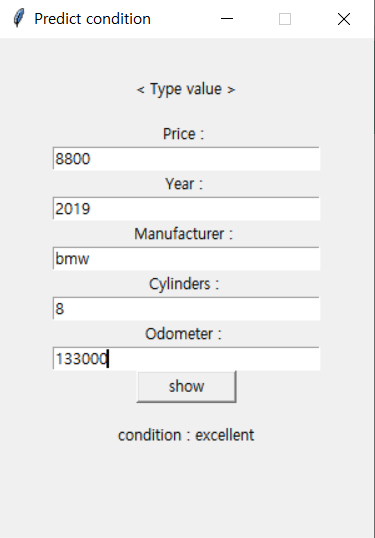 Predict condition
< Type value >
Price :
8800
Year :
2019
Manufacturer :
bmw
Cylinders :
8
Odometer :
133000
show
condition : excellent